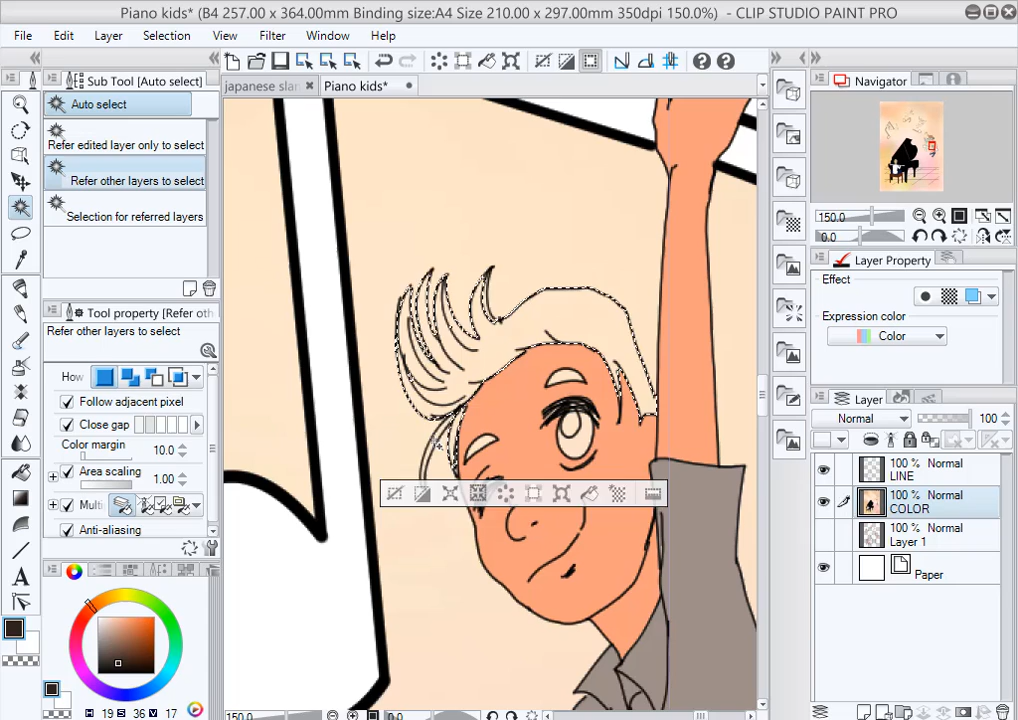 Piano kids* (B4 257.00 x 364.00mm Binding size:A4 Size 210.00 x 297.00mm 350dpi 150.0%) - CLIP STUDIO PAINT PRO
File Edit Layer Selection View Filter Window Help
Sub Tool [Auto select]
Auto select
Refer edited layer only to select
Refer other layers to select
Selection for referred layers
Tool property [Refer oth
Refer other layers to select
How
Follow adjacent pixel
Close gap
Color margin 10.0
Area scaling 1.00
Multi
Anti-aliasing
H 19 S 36 V 17
japanese sla
Piano kids*
150.0 0.0
Navigator
150.0
0.0
Layer Property
Effect
Expression color
Color
Layer
Normal 100
100 % Normal
LINE
100 % Normal
COLOR
100 % Normal
Layer 1
Paper